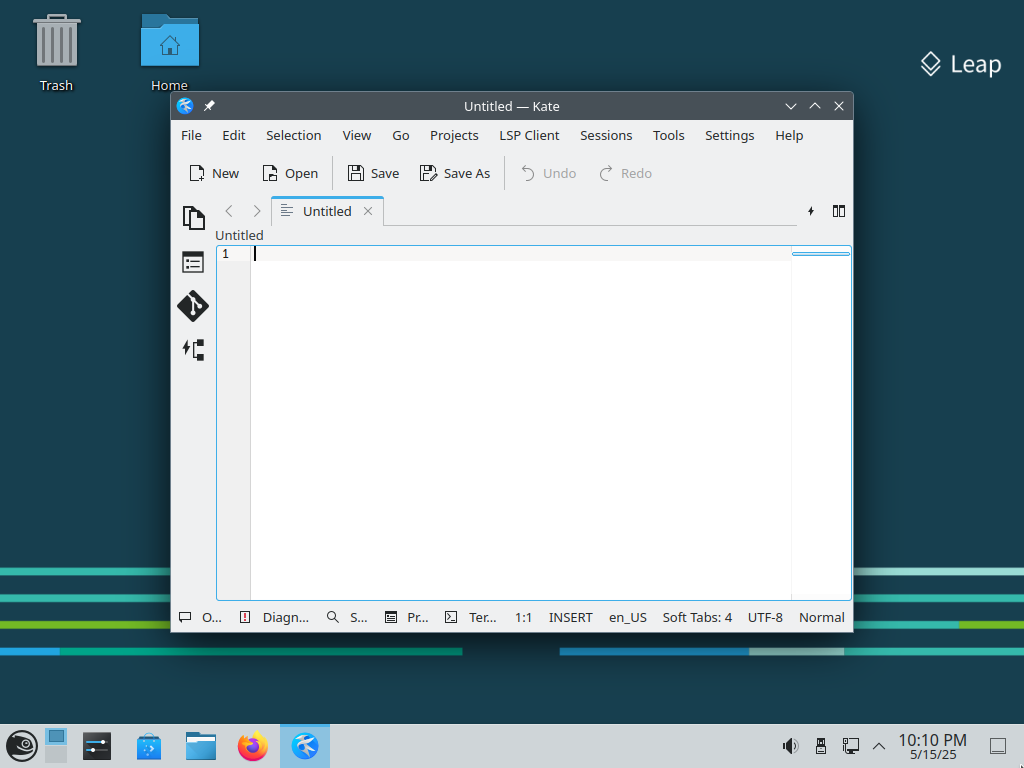 Trash
Home
Leap
Untitled — Kate
File Edit Selection View Go Projects LSP Client Sessions Tools Settings Help
New Open Save Save As Undo Redo
Untitled
Untitled
1
O... Diagn... S... Pr... Ter... 1:1 INSERT en_US Soft Tabs: 4 UTF-8 Normal
10:10 PM
5/15/25